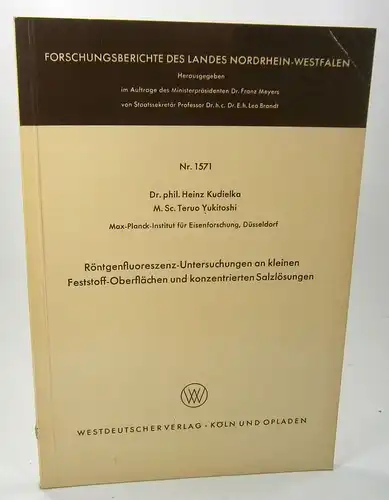 FORSCHUNGSBERICHTE DES LANDES NORDRHEIN-WESTFALEN
Herausgegeben
im Auftrage des Ministerpräsidenten Dr. Franz Meyers
von Staatssekretär Professor Dr. h. c. Dr. E. h. Leo Brandt
Nr. 1571
Dr. phil. Heinz Kudielka
M. Sc. Teruo Yukitoshi
Max-Planck-Institut für Eisenforschung, Düsseldorf
Röntgenfluoreszenz-Untersuchungen an kleinen
Feststoff-Oberflächen und konzentrierten Salzlösungen
WESTDEUTSCHER VERLAG · KÖLN UND OPLADEN